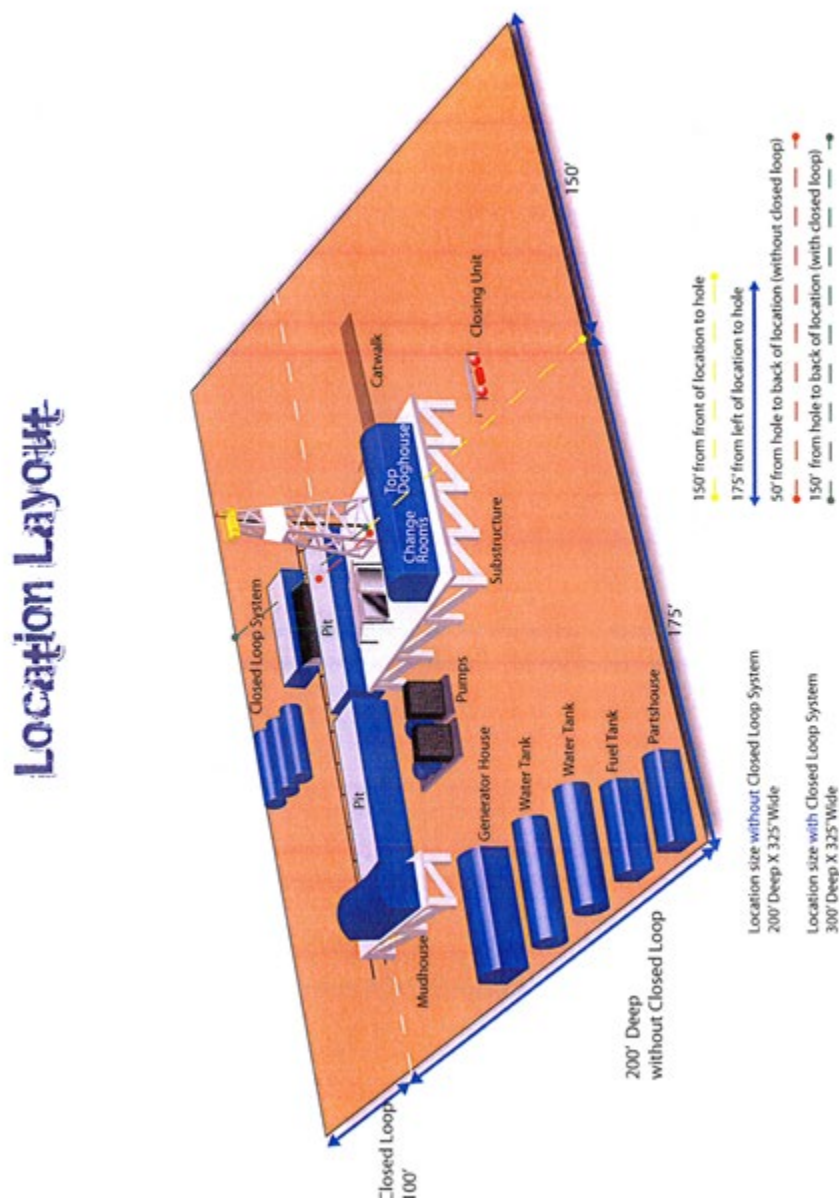 Location Layout
Closed Loop System
Pit
Pit
Catwalk
Top
Doghouse
Change
Rooms
Closing Unit
Substructure
Pumps
Generator House
Water Tank
Water Tank
Fuel Tank
Partshouse
Mudhouse
150'
175'
Closed Loop
100'
200' Deep
without Closed Loop
150' from front of location to hole
175' from left of location to hole
50' from hole to back of location (without closed loop)
150' from hole to back of location (with closed loop)
Location size without Closed Loop System
200' Deep X 325' Wide
Location size with Closed Loop System
300' Deep X 325' Wide